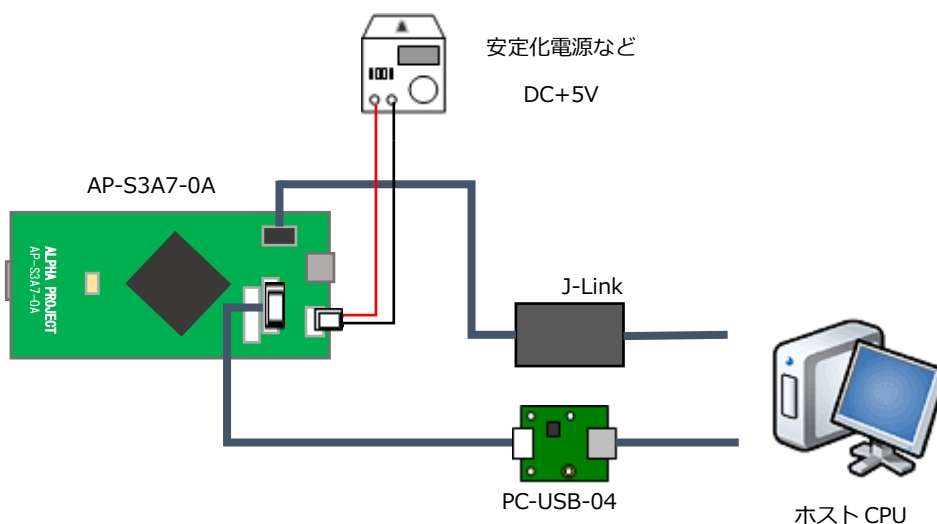 安定化電源など
DC+5V
AP-S3A7-0A
ALPHA PROJECT
AP-S3A7-0A
J-Link
PC-USB-04
ホスト CPU